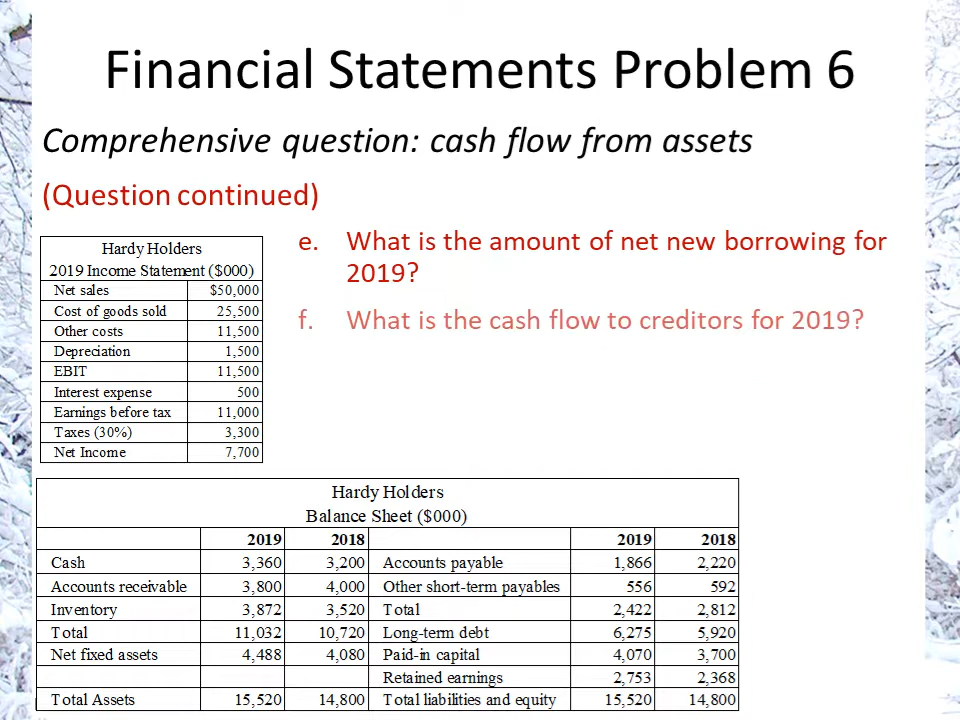 Financial Statements Problem 6
Comprehensive question: cash flow from assets
(Question continued)
e. What is the amount of net new borrowing for
2019?
f. What is the cash flow to creditors for 2019?
Hardy Holders
2019 Income Statement ($000)
Net sales $50,000
Cost of goods sold 25,500
Other costs 11,500
Depreciation 1,500
EBIT 11,500
Interest expense 500
Earnings before tax 11,000
Taxes (30%) 3,300
Net Income 7,700
Hardy Holders
Balance Sheet ($000)
2019 2018 2019 2018
Cash 3,360 3,200 Accounts payable 1,866 2,220
Accounts receivable 3,800 4,000 Other short-term payables 556 592
Inventory 3,872 3,520 Total 2,422 2,812
Total 11,032 10,720 Long-term debt 6,275 5,920
Net fixed assets 4,488 4,080 Paid-in capital 4,070 3,700
Retained earnings 2,753 2,368
Total Assets 15,520 14,800 Total liabilities and equity 15,520 14,800